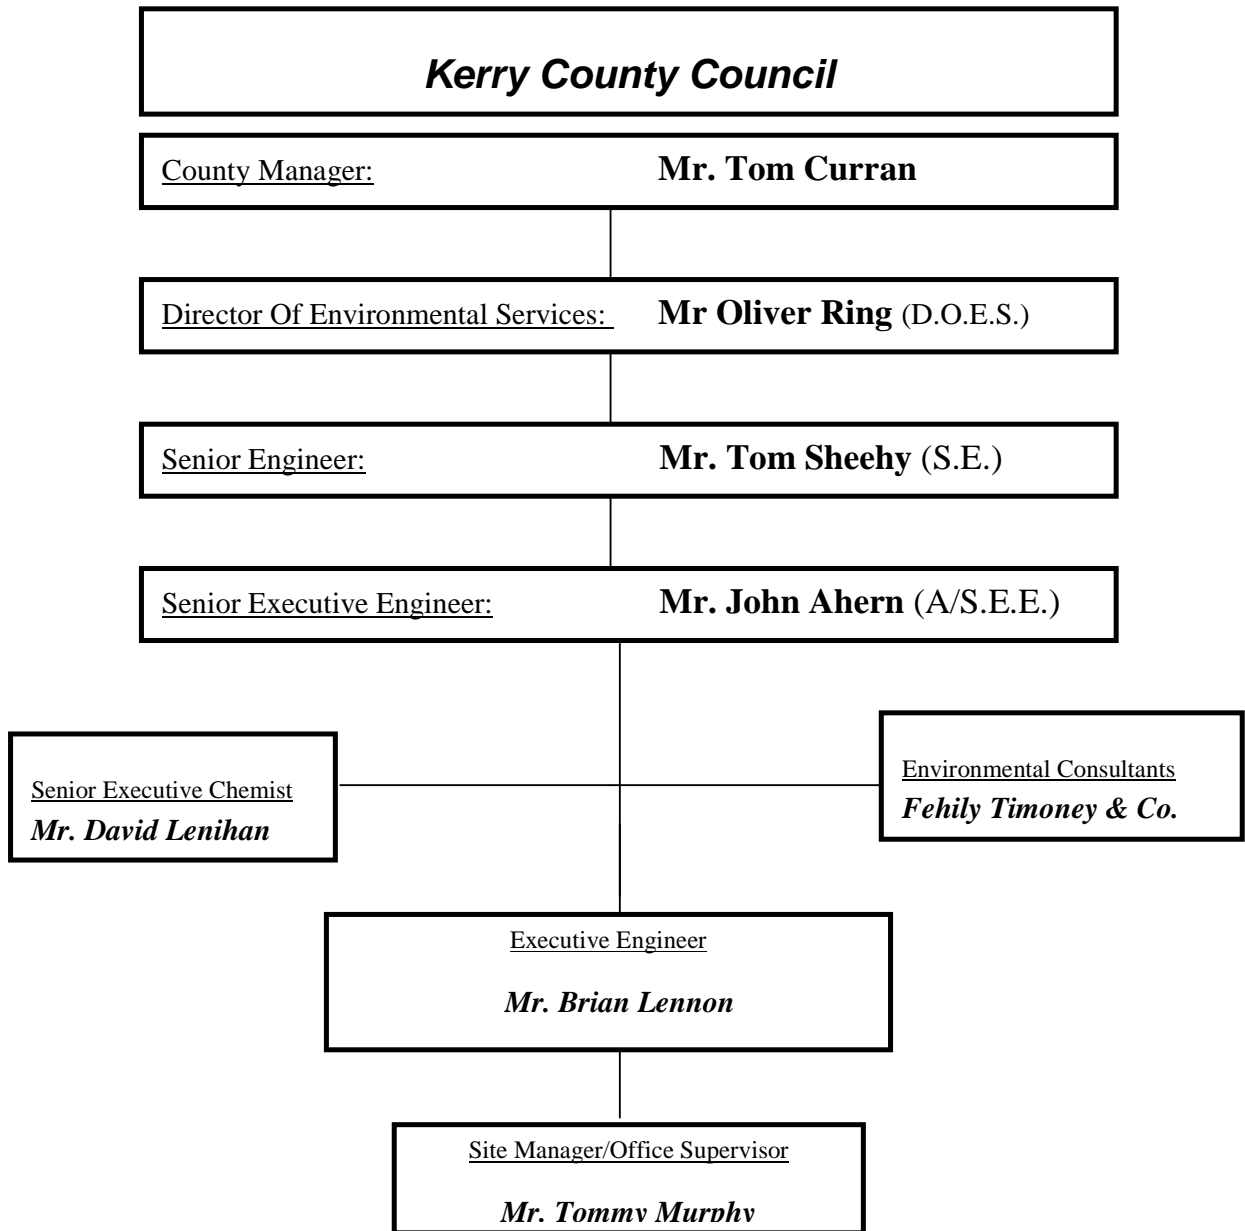 Kerry County Council
County Manager: Mr. Tom Curran
Director Of Environmental Services: Mr Oliver Ring (D.O.E.S.)
Senior Engineer: Mr. Tom Sheehy (S.E.)
Senior Executive Engineer: Mr. John Ahern (A/S.E.E.)
Senior Executive Chemist
Mr. David Lenihan
Environmental Consultants
Fehily Timoney & Co.
Executive Engineer
Mr. Brian Lennon
Site Manager/Office Supervisor
Mr. Tommy Murphy